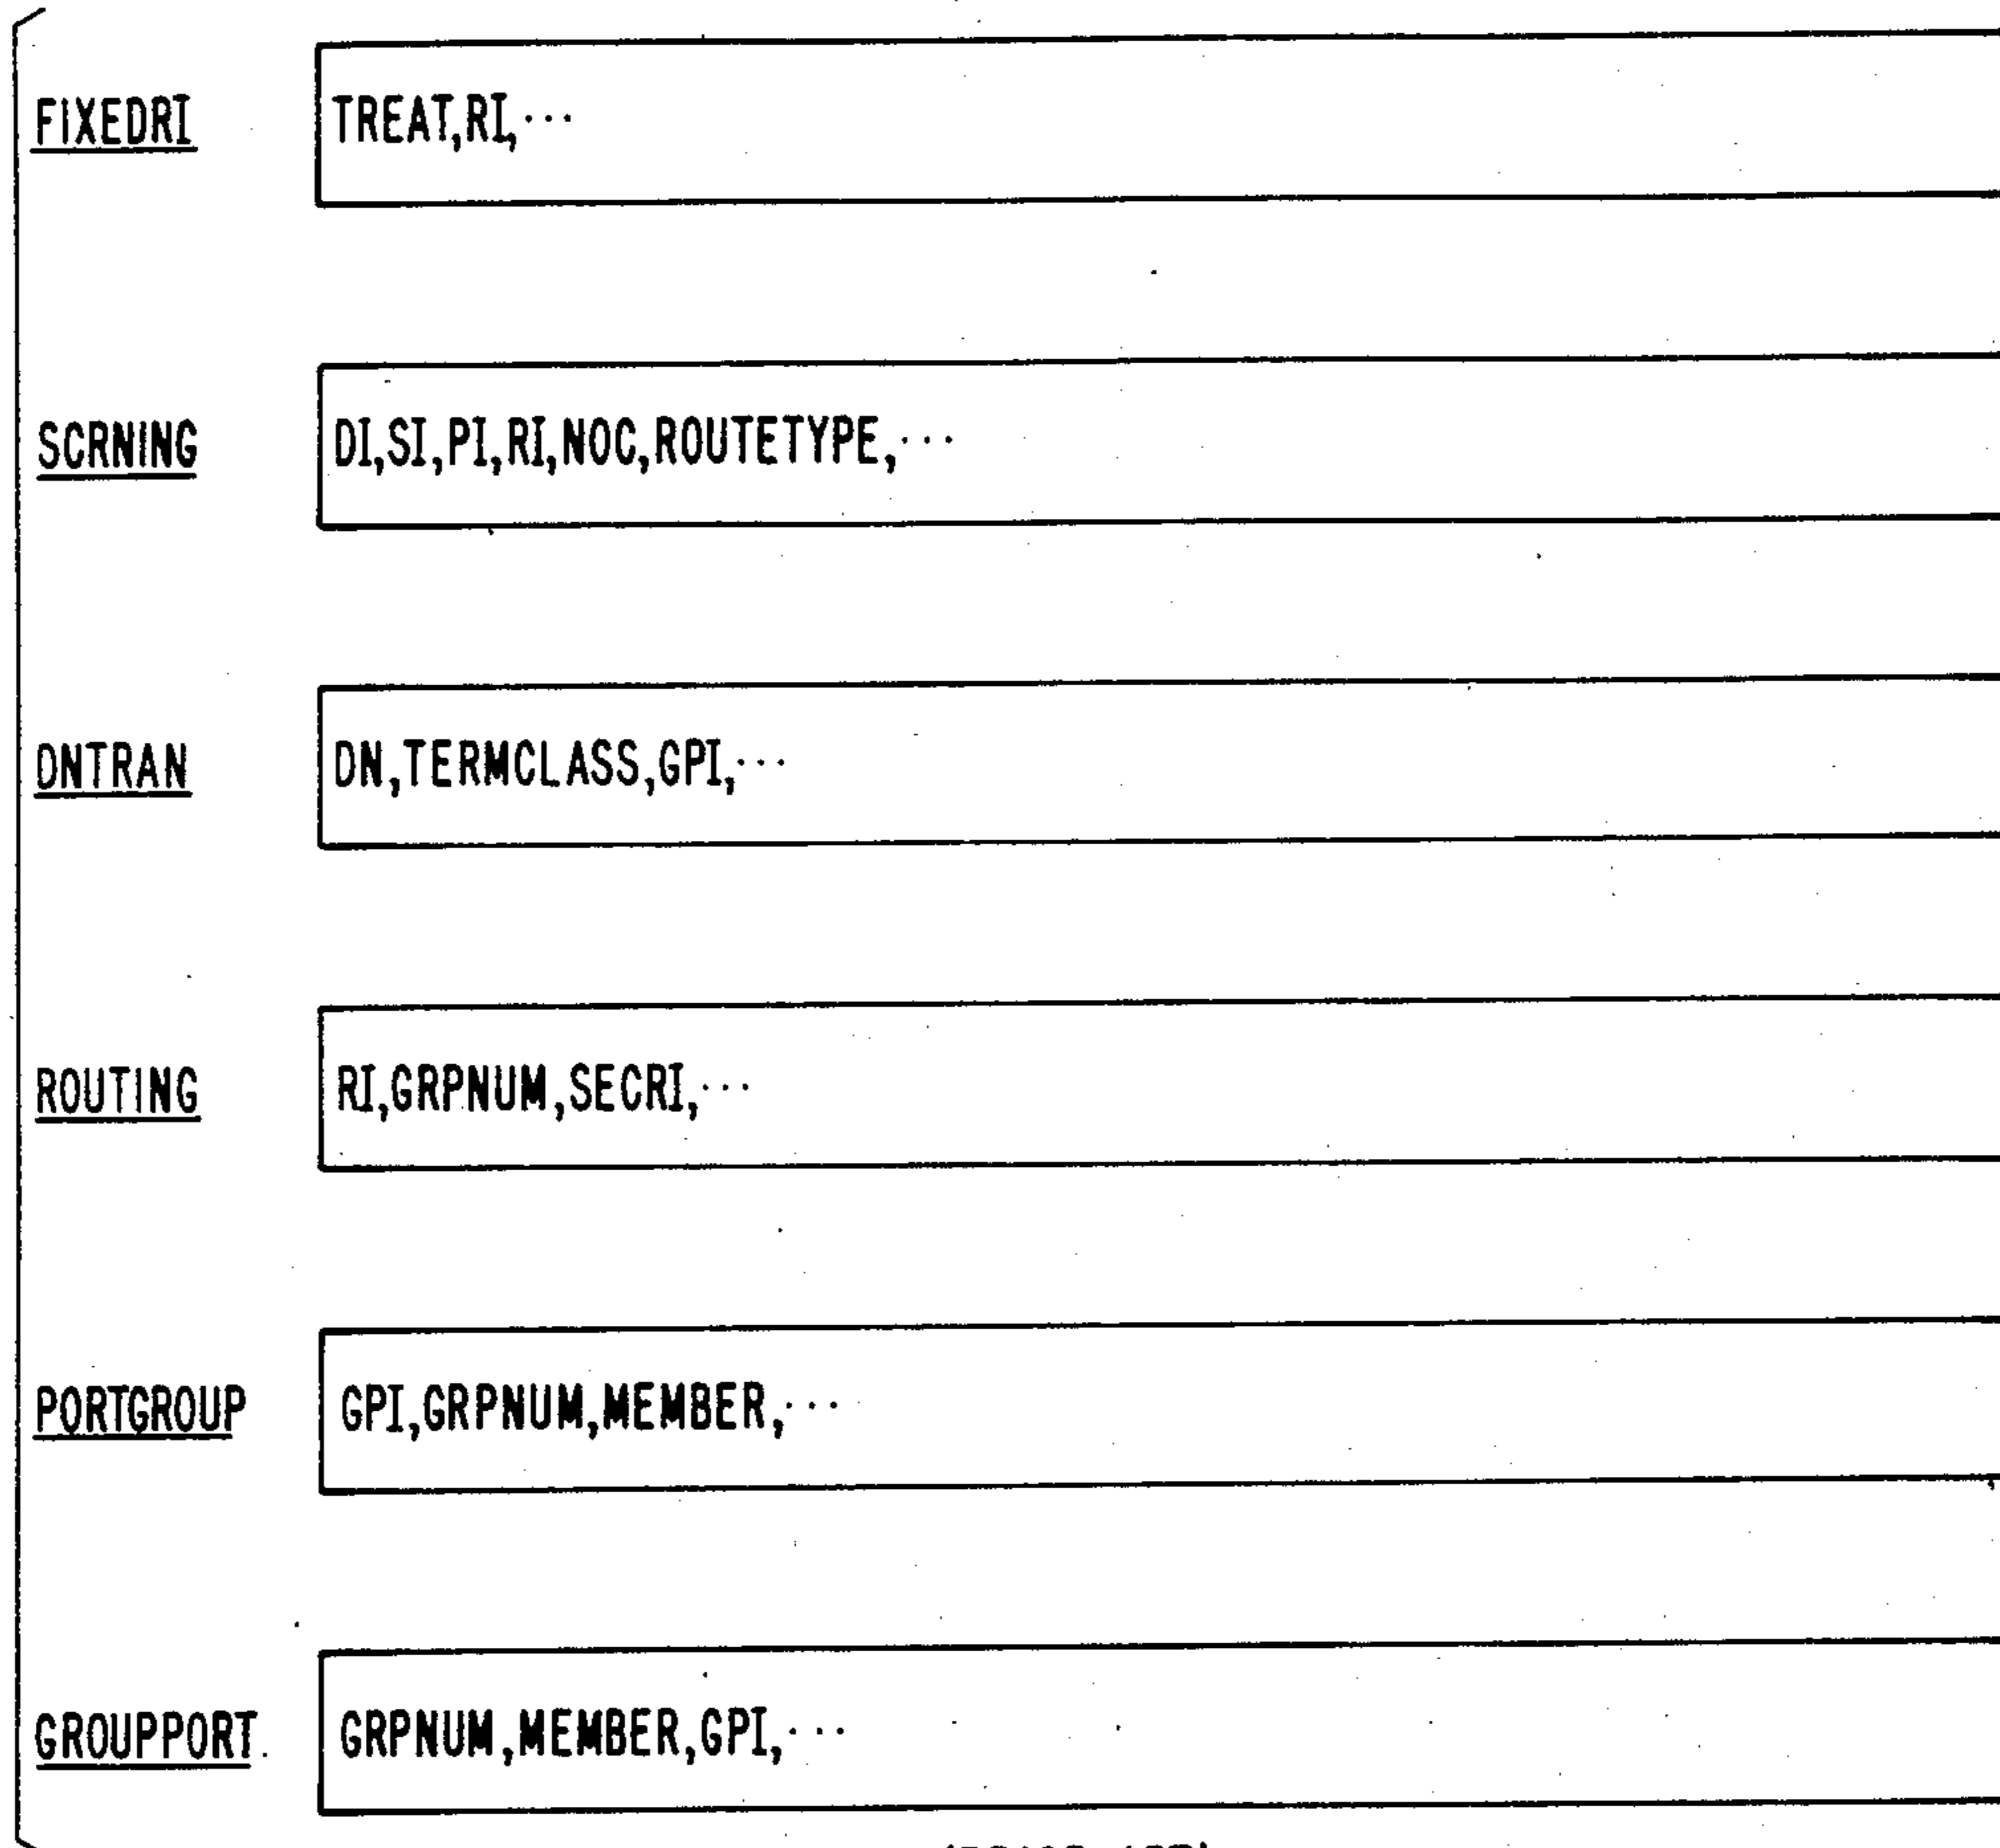 FIXEDRI TREAT,RI,···
SCRNING DI,SI,PI,RI,NOC,ROUTETYPE,···
DNTRAN DN,TERMCLASS,GPI,···
ROUTING RI,GRPNUM,SECRI,···
PORTGROUP GPI,GRPNUM,MEMBER,···
GROUPPORT GRPNUM,MEMBER,GPI,···